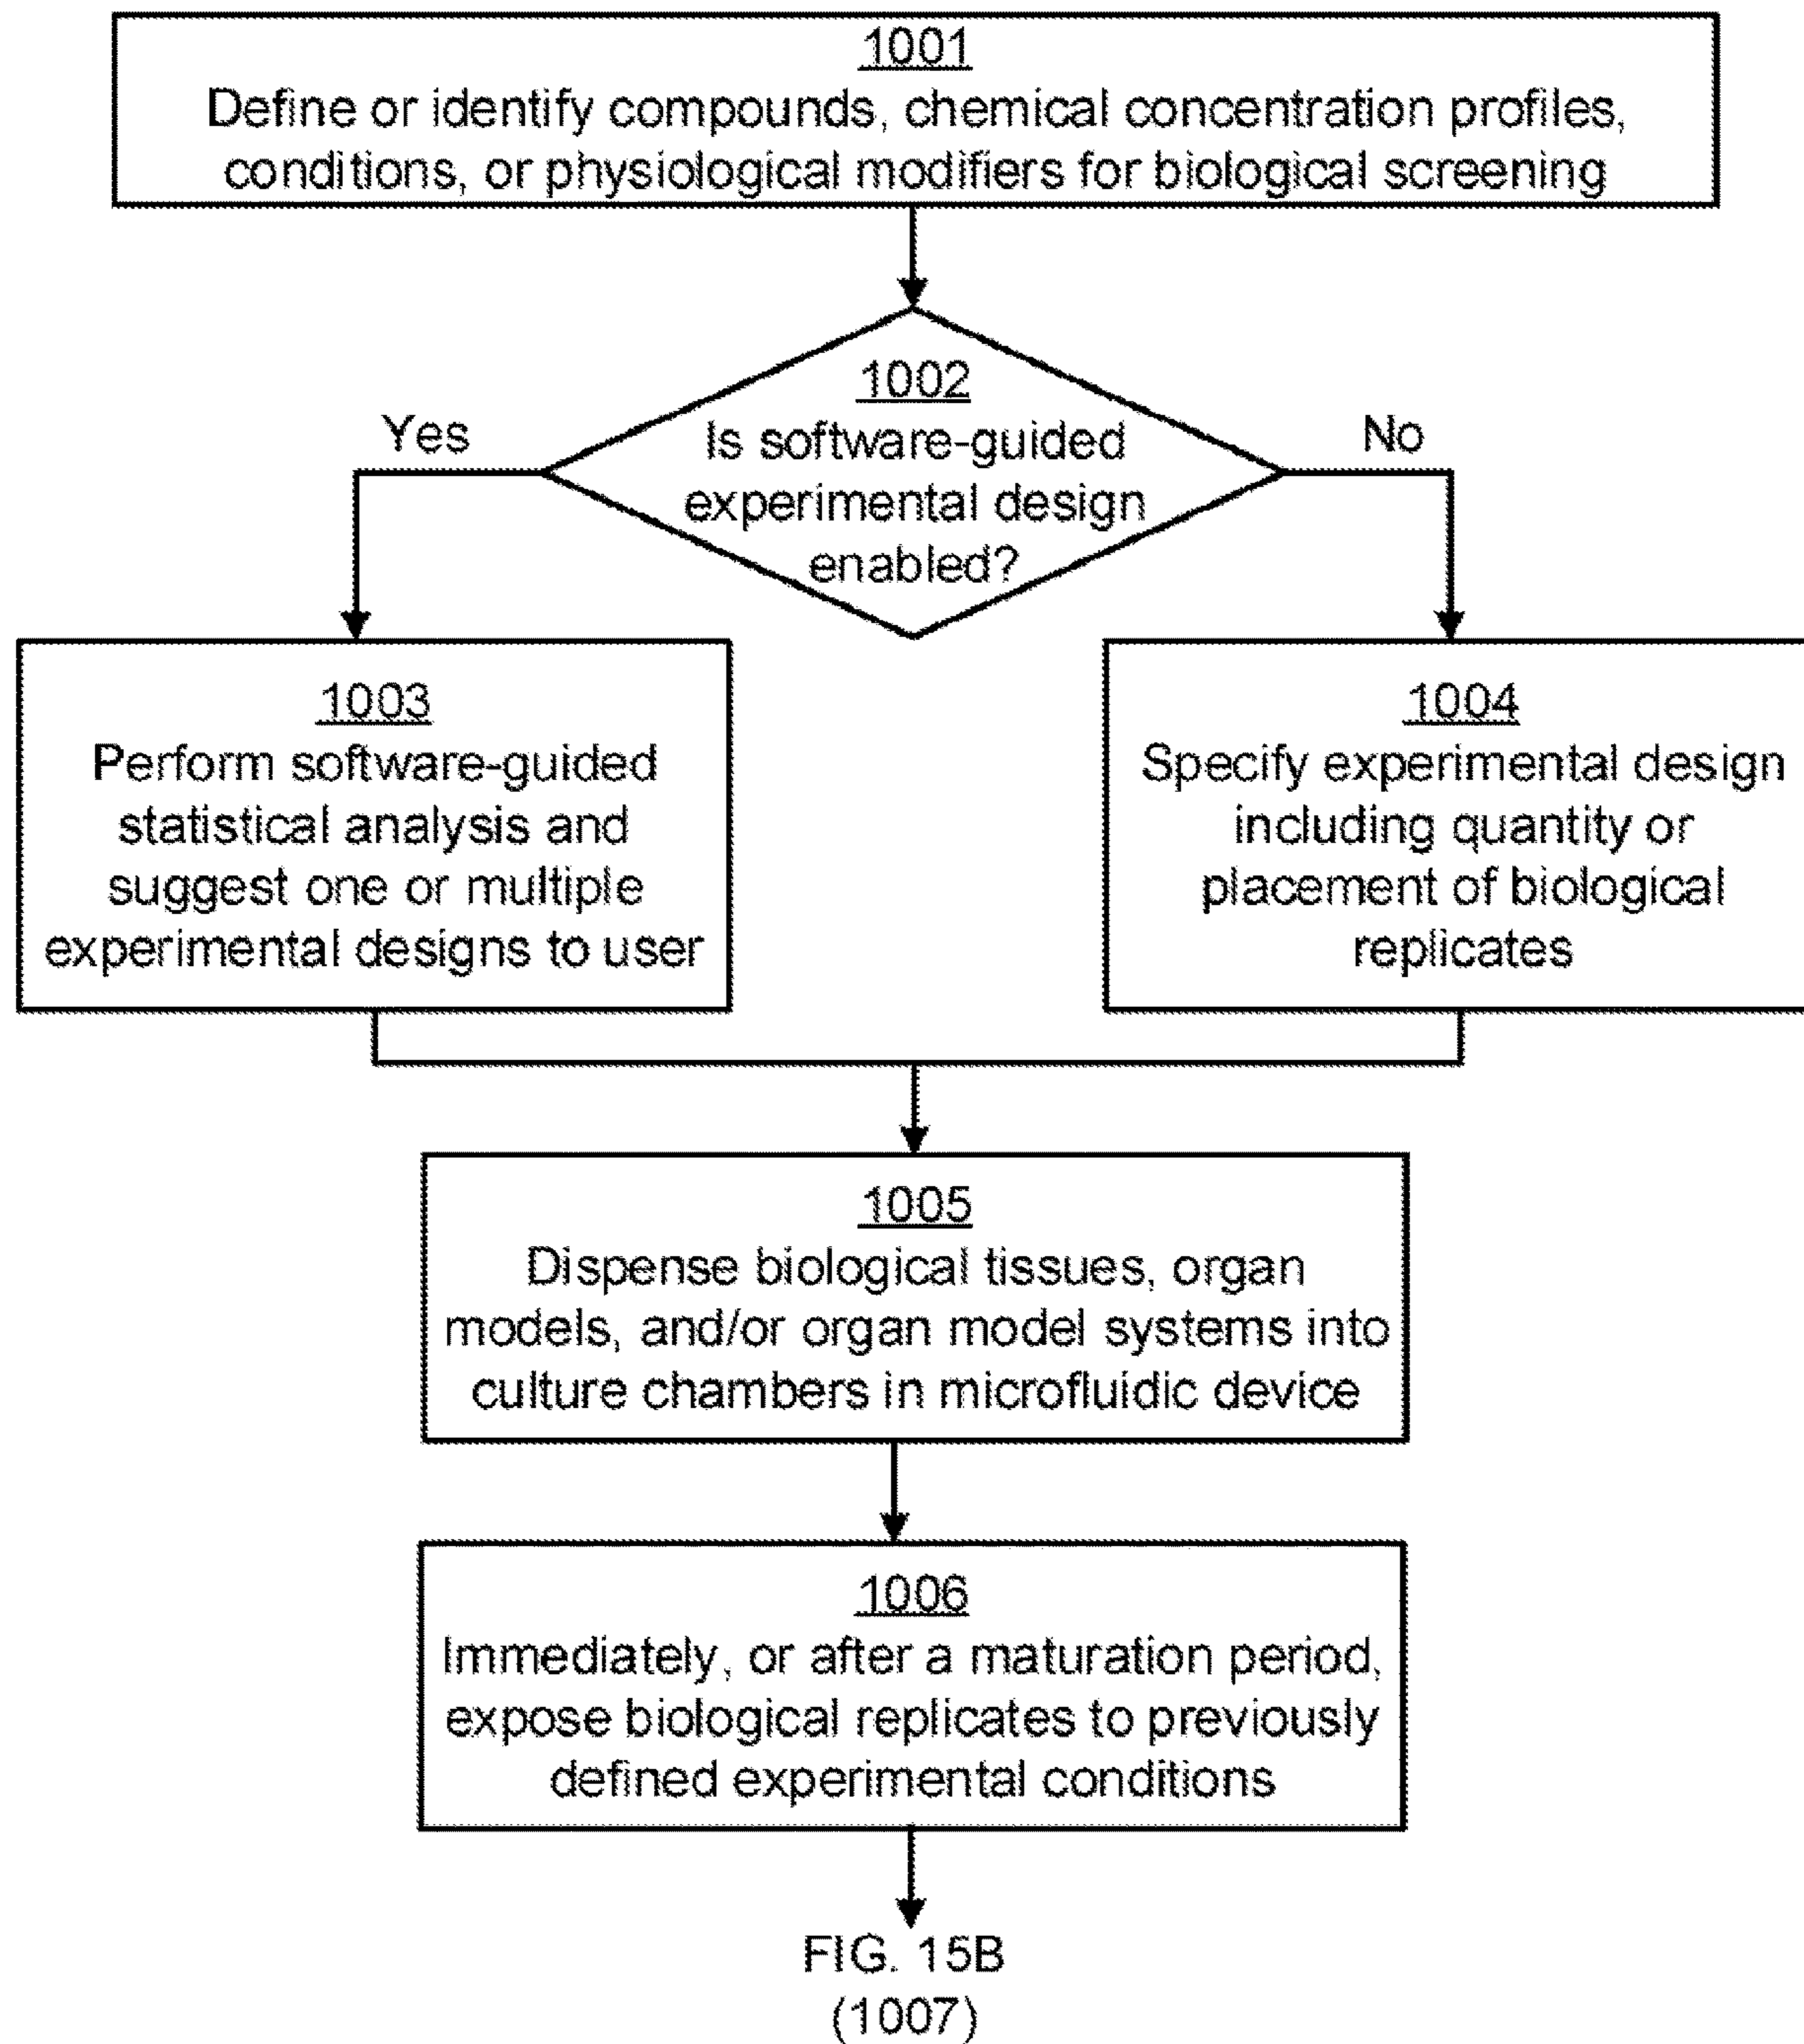 1001
Define or identify compounds, chemical concentration profiles,
conditions, or physiological modifiers for biological screening
1002
Is software-guided
experimental design
enabled?
Yes
No
1003
Perform software-guided
statistical analysis and
suggest one or multiple
experimental designs to user
1004
Specify experimental design
including quantity or
placement of biological
replicates
1005
Dispense biological tissues, organ
models, and/or organ model systems into
culture chambers in microfluidic device
1006
Immediately, or after a maturation period,
expose biological replicates to previously
defined experimental conditions
FIG. 15B
(1007)